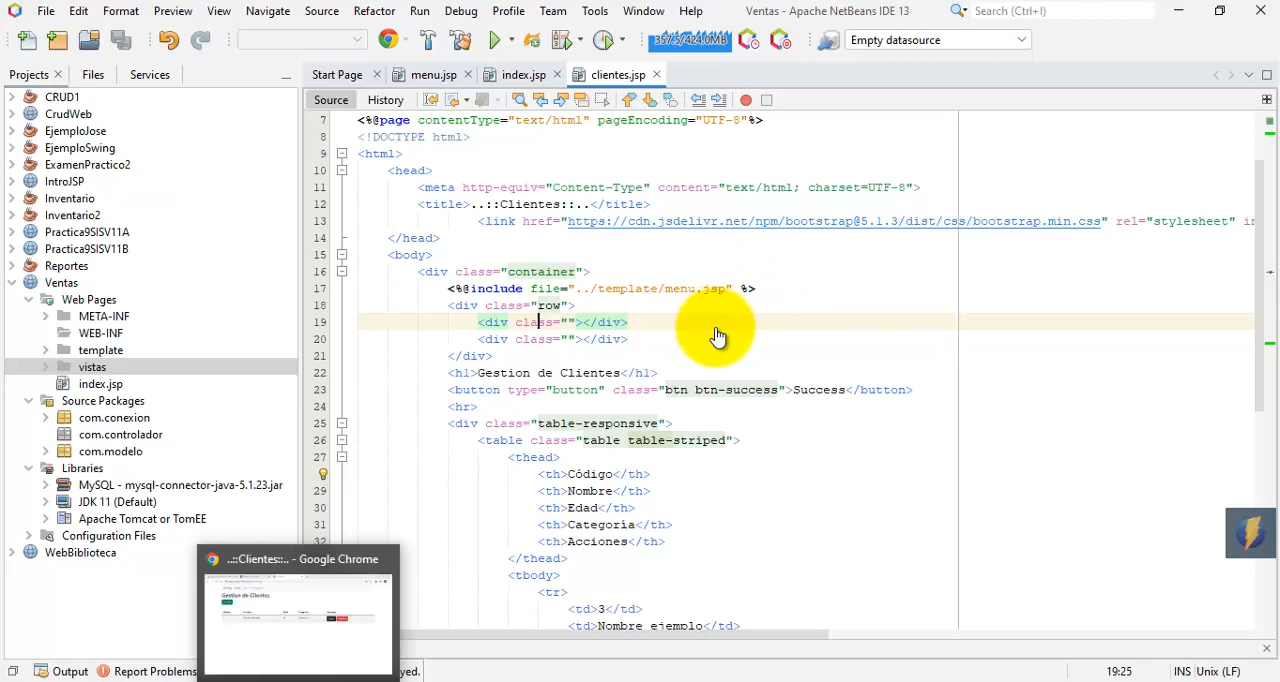 File Edit Format Preview View Navigate Source Refactor Run Debug Profile Team Tools Window Help Ventas - Apache NetBeans IDE 13 Search (Ctrl+I)
357.5/424.0MB Empty datasource
Projects Files Services Start Page menu.jsp index.jsp clientes.jsp
Source History
CRUD1
CrudWeb
EjemploJose
EjemploSwing
ExamenPractico2
IntroJSP
Inventario
Inventario2
Practica9SISV11A
Practica9SISV11B
Reportes
Ventas
Web Pages
META-INF
WEB-INF
template
vistas
index.jsp
Source Packages
com.conexion
com.controlador
com.modelo
Libraries
MySQL - mysql-connector-java-5.1.23.jar
JDK 11 (Default)
Apache Tomcat or TomEE
Configuration Files
WebBiblioteca
7 <%@page contentType="text/html" pageEncoding="UTF-8"%>
8 <!DOCTYPE html>
9 <html>
10 <head>
11 <meta http-equiv="Content-Type" content="text/html; charset=UTF-8">
12 <title>..::Clientes::..</title>
13 <link href="https://cdn.jsdelivr.net/npm/bootstrap@5.1.3/dist/css/bootstrap.min.css" rel="stylesheet" in
14 </head>
15 <body>
16 <div class="container">
17 <%@include file="../template/menu.jsp" %>
18 <div class="row">
19 <div class=""></div>
20 <div class=""></div>
21 </div>
22 <h1>Gestion de Clientes</h1>
23 <button type="button" class="btn btn-success">Success</button>
24 <hr>
25 <div class="table-responsive">
26 <table class="table table-striped">
27 <thead>
<th>Código</th>
29 <th>Nombre</th>
30 <th>Edad</th>
31 <th>Categoría</th>
32 <th>Acciones</th>
</thead>
<tbody>
<tr>
<td>3</td>
<td>Nombre ejemplo</td>
..::Clientes::.. - Google Chrome
Gestion de Clientes
Output Report Problems yed. 19:25 INS Unix (LF)